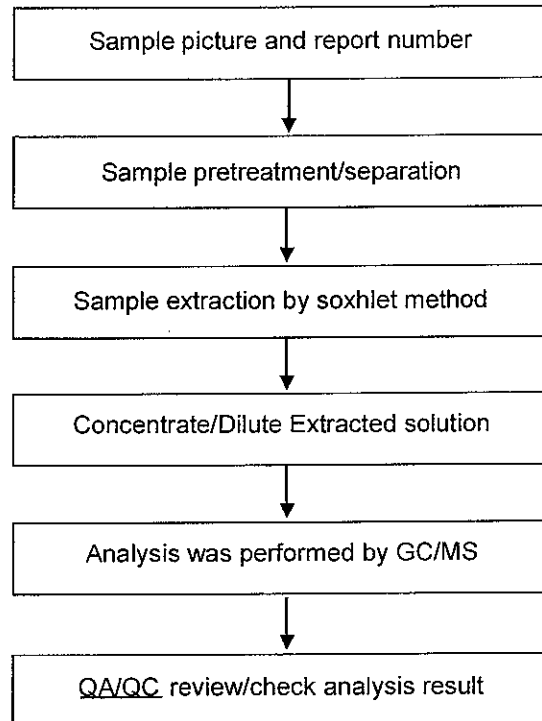 Sample picture and report number
Sample pretreatment/separation
Sample extraction by soxhlet method
Concentrate/Dilute Extracted solution
Analysis was performed by GC/MS
QA/QC review/check analysis result